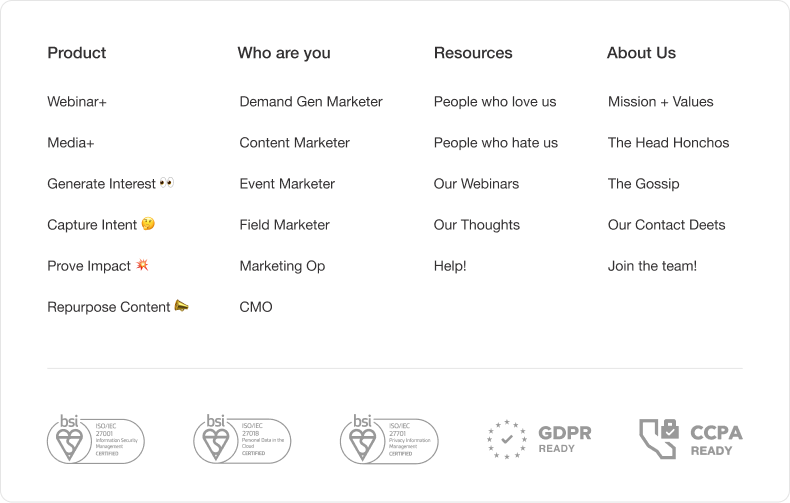 Product
Webinar+
Media+
Generate Interest 👀
Capture Intent 🤔
Prove Impact 💥
Repurpose Content 📣
Who are you
Demand Gen Marketer
Content Marketer
Event Marketer
Field Marketer
Marketing Op
CMO
Resources
People who love us
People who hate us
Our Webinars
Our Thoughts
Help!
About Us
Mission + Values
The Head Honchos
The Gossip
Our Contact Deets
Join the team!
bsi
ISO/IEC
27001
Information Security
Management
CERTIFIED
bsi
ISO/IEC
27018
Personal Data in the
Cloud
CERTIFIED
bsi
ISO/IEC
27701
Privacy Information
Management
CERTIFIED
GDPR
READY
CCPA
READY